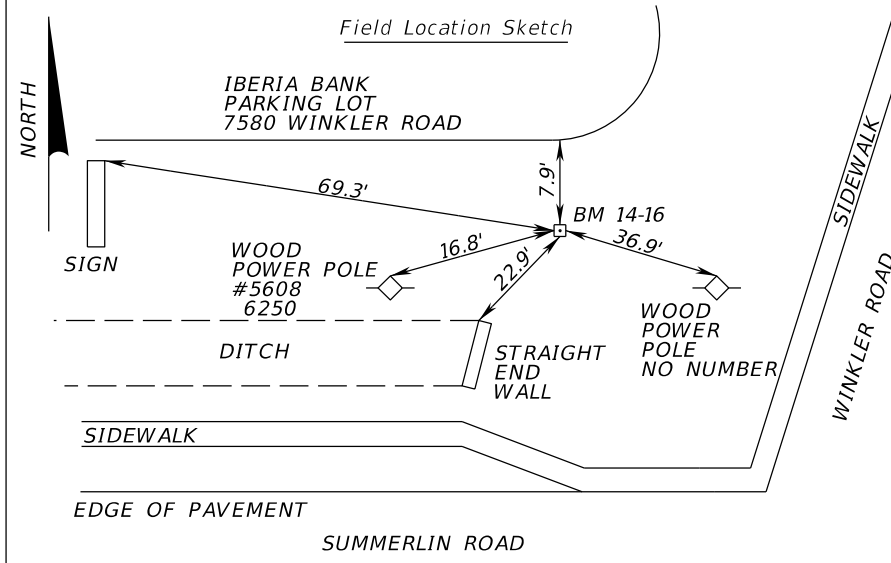 Field Location Sketch
NORTH
IBERIA BANK
PARKING LOT
7580 WINKLER ROAD
SIDEWALK
7.9'
69.3'
BM 14-16
16.8'
36.9'
22.9'
SIGN
WOOD
POWER POLE
#5608
6250
WOOD
POWER
POLE
NO NUMBER
WINKLER ROAD
DITCH
STRAIGHT
END
WALL
SIDEWALK
EDGE OF PAVEMENT
SUMMERLIN ROAD